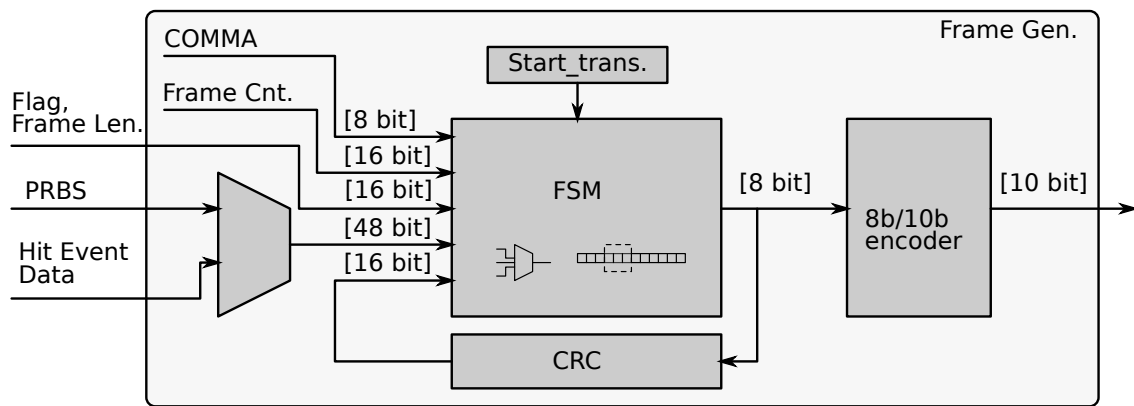 Frame Gen.
COMMA
Start_trans.
Frame Cnt.
Flag,
Frame Len.
[8 bit]
[16 bit]
[16 bit]
[48 bit]
[16 bit]
PRBS
Hit Event
Data
FSM
[8 bit]
8b/10b
encoder
[10 bit]
CRC